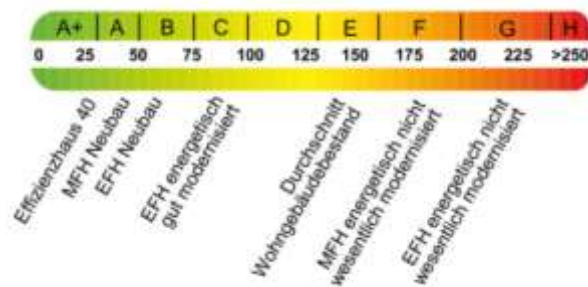 A+ A B C D E F G H
0 25 50 75 100 125 150 175 200 225 >250
Effizienzhaus 40
MFH Neubau
EFH Neubau
EFH energetisch
gut modernisiert
Durchschnitt
Wohngebäudebestand
MFH energetisch nicht
wesentlich modernisiert
EFH energetisch nicht
wesentlich modernisiert